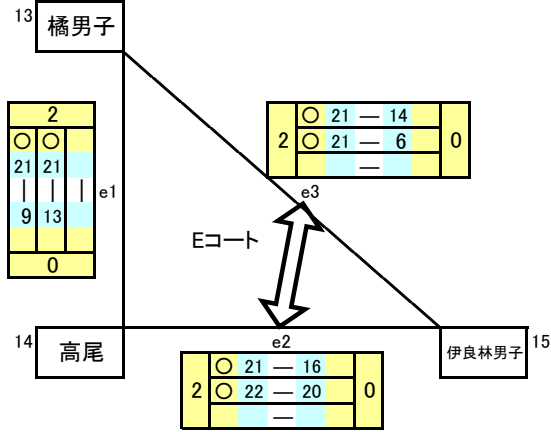 13 橘男子
2
○ ○
21 21
| | |
9 13
0
e1
2 ○ 21 — 14 0
○ 21 — 6
—
e3
Eコート
14 高尾
伊良林男子 15
e2
2 ○ 21 — 16 0
○ 22 — 20
—